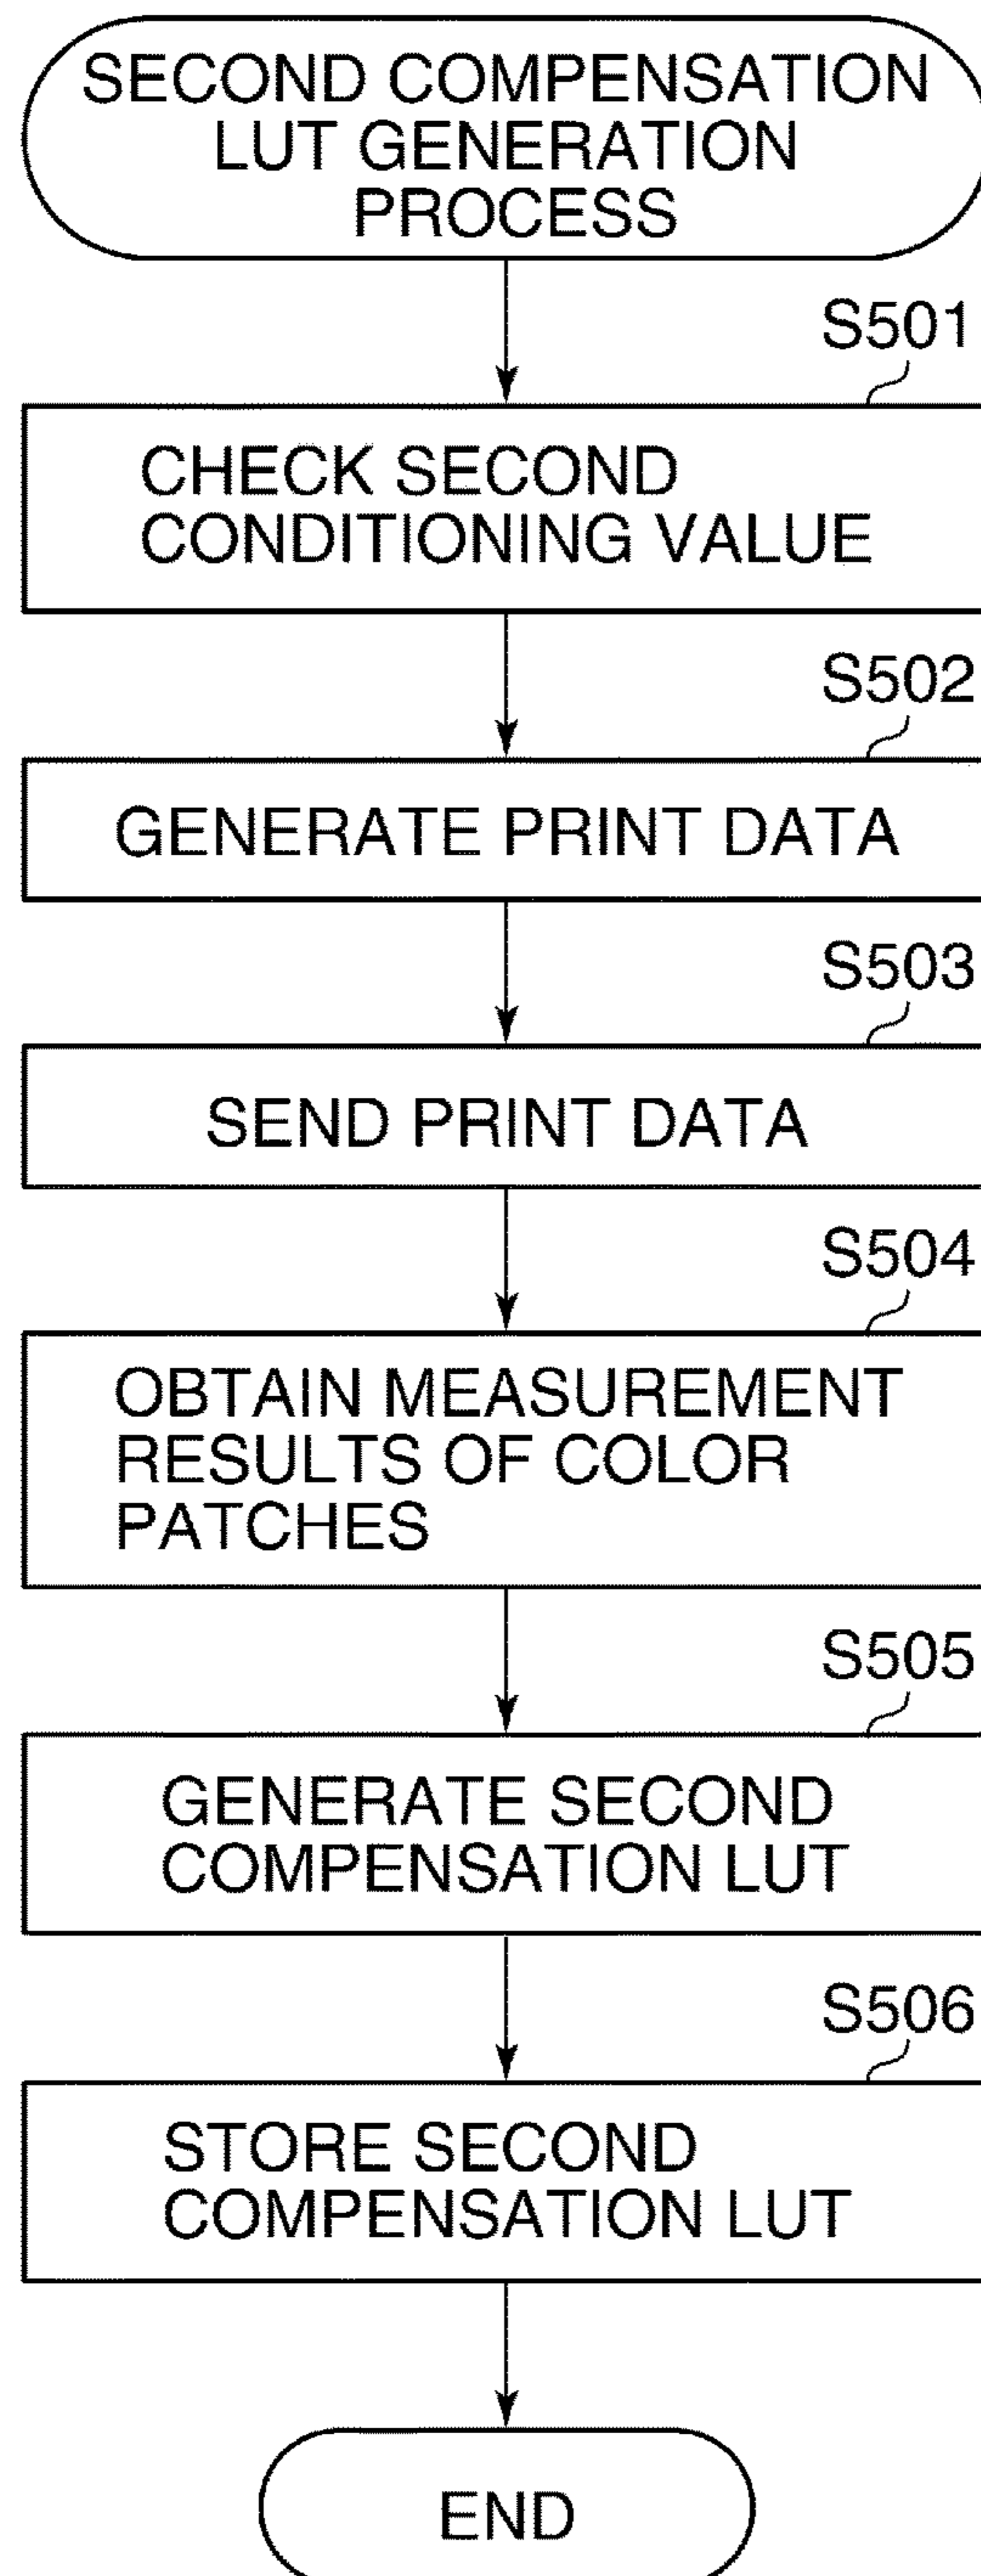 SECOND COMPENSATION
LUT GENERATION
PROCESS
S501
CHECK SECOND
CONDITIONING VALUE
S502
GENERATE PRINT DATA
S503
SEND PRINT DATA
S504
OBTAIN MEASUREMENT
RESULTS OF COLOR
PATCHES
S505
GENERATE SECOND
COMPENSATION LUT
S506
STORE SECOND
COMPENSATION LUT
END